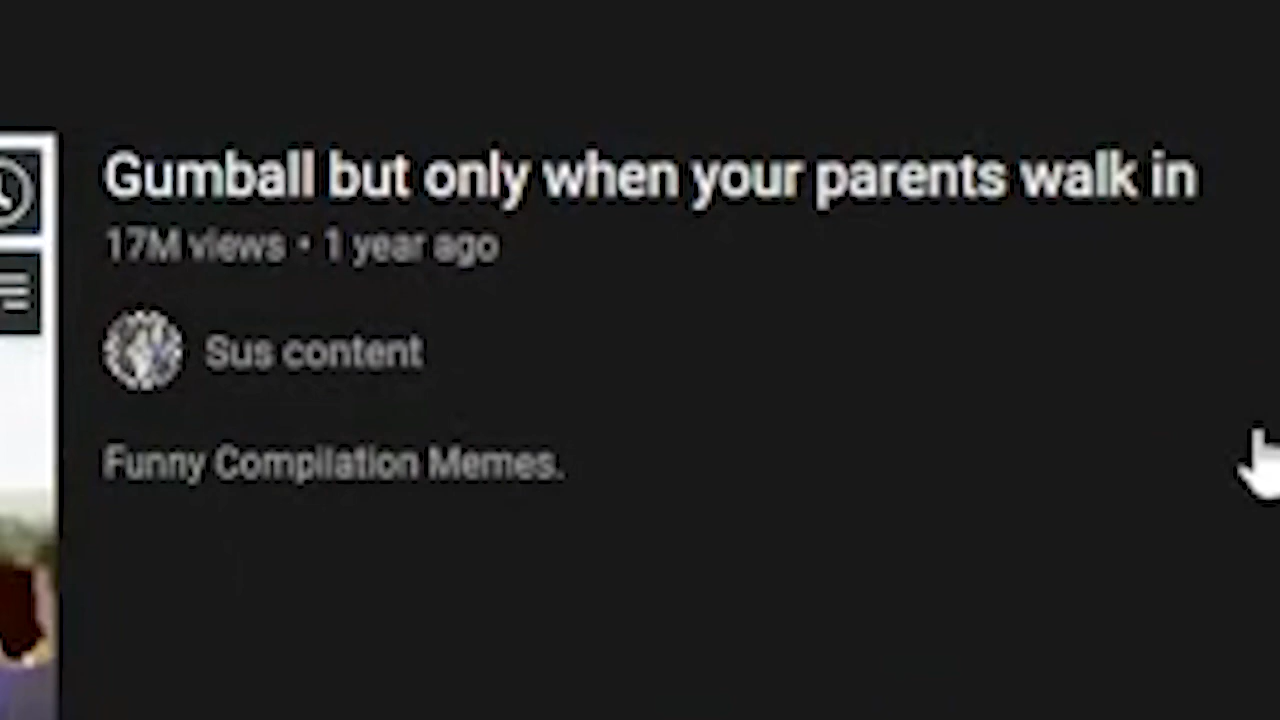 Gumball but only when your parents walk in
17M views • 1 year ago
Sus content
Funny Compilation Memes.